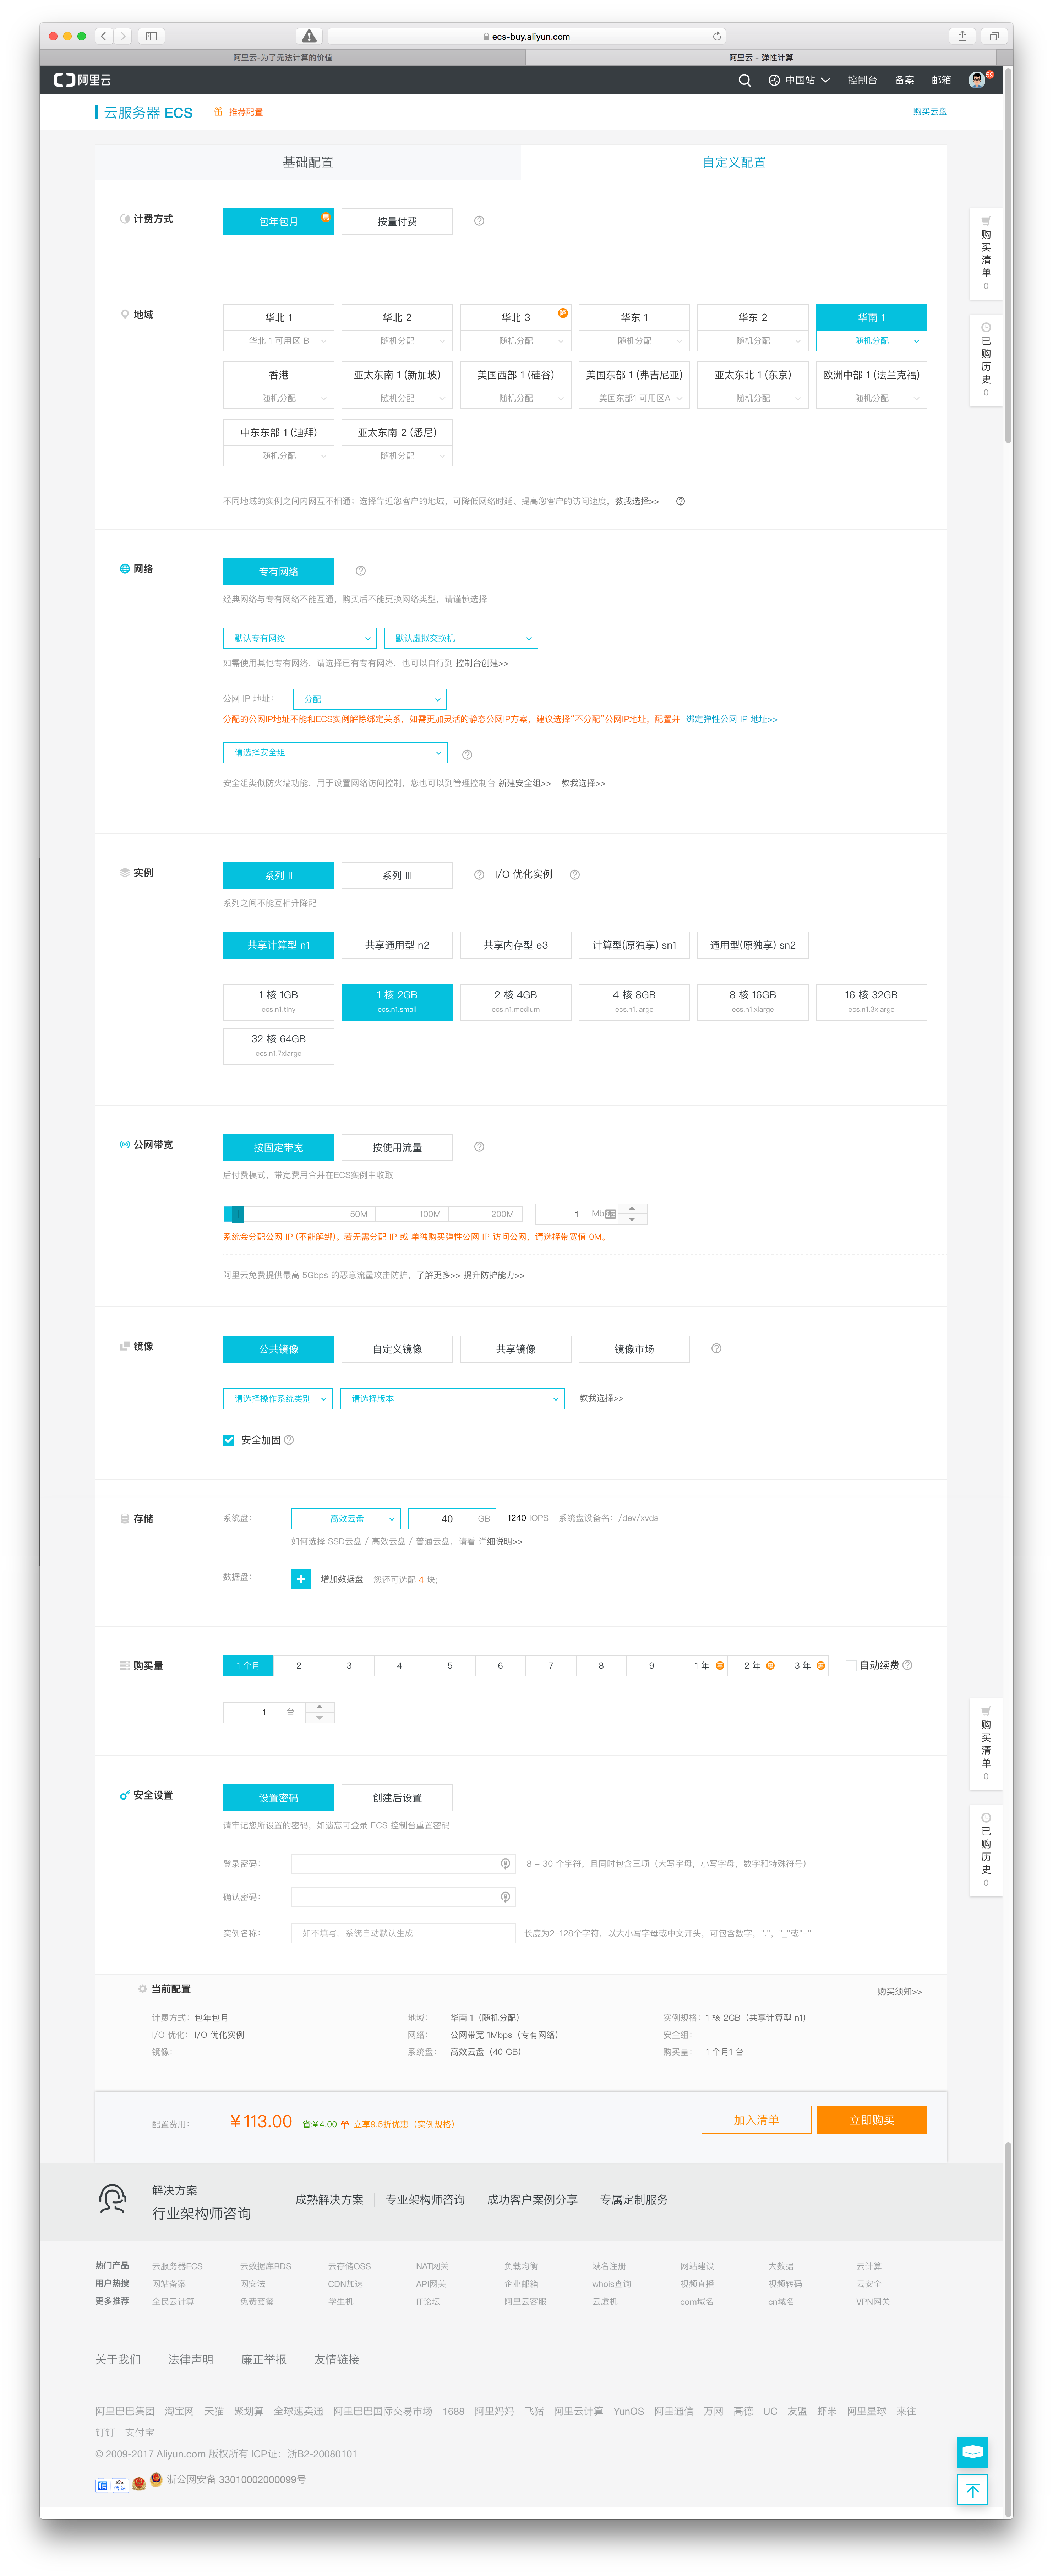 ecs-buy.aliyun.com
阿里云-为了无法计算的价值
阿里云 - 弹性计算
阿里云
中国站
控制台
备案
邮箱
59
云服务器 ECS
推荐配置
购买云盘
基础配置
自定义配置
计费方式
包年包月
惠
按量付费
购买清单
0
已购历史
0
地域
华北 1
华北 2
华北 3
华东 1
华东 2
华南 1
华北 1 可用区 B
随机分配
随机分配
随机分配
随机分配
随机分配
香港
亚太东南 1 (新加坡)
美国西部 1 (硅谷)
美国东部 1 (弗吉尼亚)
亚太东北 1 (东京)
欧洲中部 1 (法兰克福)
随机分配
随机分配
随机分配
美国东部1 可用区A
随机分配
随机分配
中东东部 1 (迪拜)
亚太东南 2 (悉尼)
随机分配
随机分配
不同地域的实例之间内网互不相通；选择靠近您客户的地域，可降低网络时延、提高您客户的访问速度。教我选择>>
网络
专有网络
经典网络与专有网络不能互通，购买后不能更换网络类型，请谨慎选择
默认专有网络
默认虚拟交换机
如需使用其他专有网络，请选择已有专有网络，也可以自行到 控制台创建>>
公网 IP 地址：
分配
分配的公网IP地址不能和ECS实例解除绑定关系，如需更加灵活的静态公网IP方案，建议选择“不分配”公网IP地址，配置并 绑定弹性公网 IP 地址>>
请选择安全组
安全组类似防火墙功能，用于设置网络访问控制，您也可以到管理控制台 新建安全组>> 教我选择>>
实例
系列 II
系列 III
I/O 优化实例
系列之间不能互相升降配
共享计算型 n1
共享通用型 n2
共享内存型 e3
计算型(原独享) sn1
通用型(原独享) sn2
1 核 1GB
1 核 2GB
2 核 4GB
4 核 8GB
8 核 16GB
16 核 32GB
ecs.n1.tiny
ecs.n1.small
ecs.n1.medium
ecs.n1.large
ecs.n1.xlarge
ecs.n1.3xlarge
32 核 64GB
ecs.n1.7xlarge
公网带宽
按固定带宽
按使用流量
后付费模式，带宽费用合并在ECS实例中收取
50M
100M
200M
1
系统会分配公网 IP (不能解绑)。若无需分配 IP 或 单独购买弹性公网 IP 访问公网，请选择带宽值 0M。
阿里云免费提供最高 5Gbps 的恶意流量攻击防护，了解更多>> 提升防护能力>>
镜像
公共镜像
自定义镜像
共享镜像
镜像市场
请选择操作系统类别
请选择版本
教我选择>>
安全加固
存储
系统盘：
高效云盘
40
GB
1240 IOPS 系统盘设备名：/dev/xvda
如何选择 SSD云盘 / 高效云盘 / 普通云盘，请看 详细说明>>
数据盘：
增加数据盘
您还可选配 4 块;
购买量
1 个月
2
3
4
5
6
7
8
9
1 年
惠
2 年
惠
3 年
惠
自动续费
1
台
购买清单
0
安全设置
设置密码
创建后设置
请牢记您所设置的密码，如遗忘可登录 ECS 控制台重置密码
已购历史
0
登录密码：
8 - 30 个字符，且同时包含三项（大写字母，小写字母，数字和特殊符号）
确认密码：
实例名称：
如不填写，系统自动默认生成
长度为2-128个字符，以大小写字母或中文开头，可包含数字，"."，"_"或"-"
当前配置
购买须知>>
计费方式：包年包月
地域： 华南 1（随机分配）
实例规格：1 核 2GB（共享计算型 n1）
I/O 优化：I/O 优化实例
网络： 公网带宽 1Mbps（专有网络）
安全组：
镜像：
系统盘： 高效云盘（40 GB）
购买量： 1 个月1 台
配置费用：
¥113.00
省:¥4.00
立享9.5折优惠（实例规格）
加入清单
立即购买
解决方案
行业架构师咨询
成熟解决方案
专业架构师咨询
成功客户案例分享
专属定制服务
热门产品 云服务器ECS 云数据库RDS 云存储OSS NAT网关 负载均衡 域名注册 网站建设 大数据 云计算
用户热搜 网站备案 网安法 CDN加速 API网关 企业邮箱 whois查询 视频直播 视频转码 云安全
更多推荐 全民云计算 免费套餐 学生机 IT论坛 阿里云客服 云虚机 com域名 cn域名 VPN网关
关于我们 法律声明 廉正举报 友情链接
阿里巴巴集团 淘宝网 天猫 聚划算 全球速卖通 阿里巴巴国际交易市场 1688 阿里妈妈 飞猪 阿里云计算 YunOS 阿里通信 万网 高德 UC 友盟 虾米 阿里星球 来往
钉钉 支付宝
© 2009-2017 Aliyun.com 版权所有 ICP证：浙B2-20080101
浙公网安备 33010002000099号